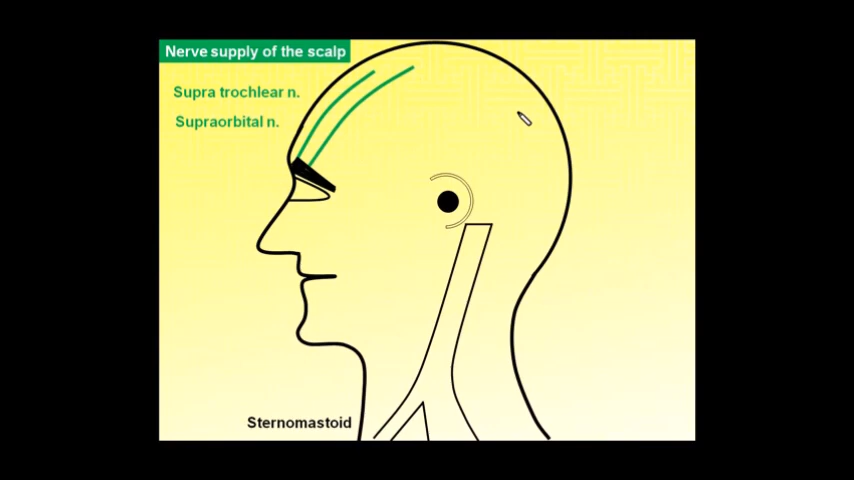 Nerve supply of the scalp
Supra trochlear n.
Supraorbital n.
Sternomastoid